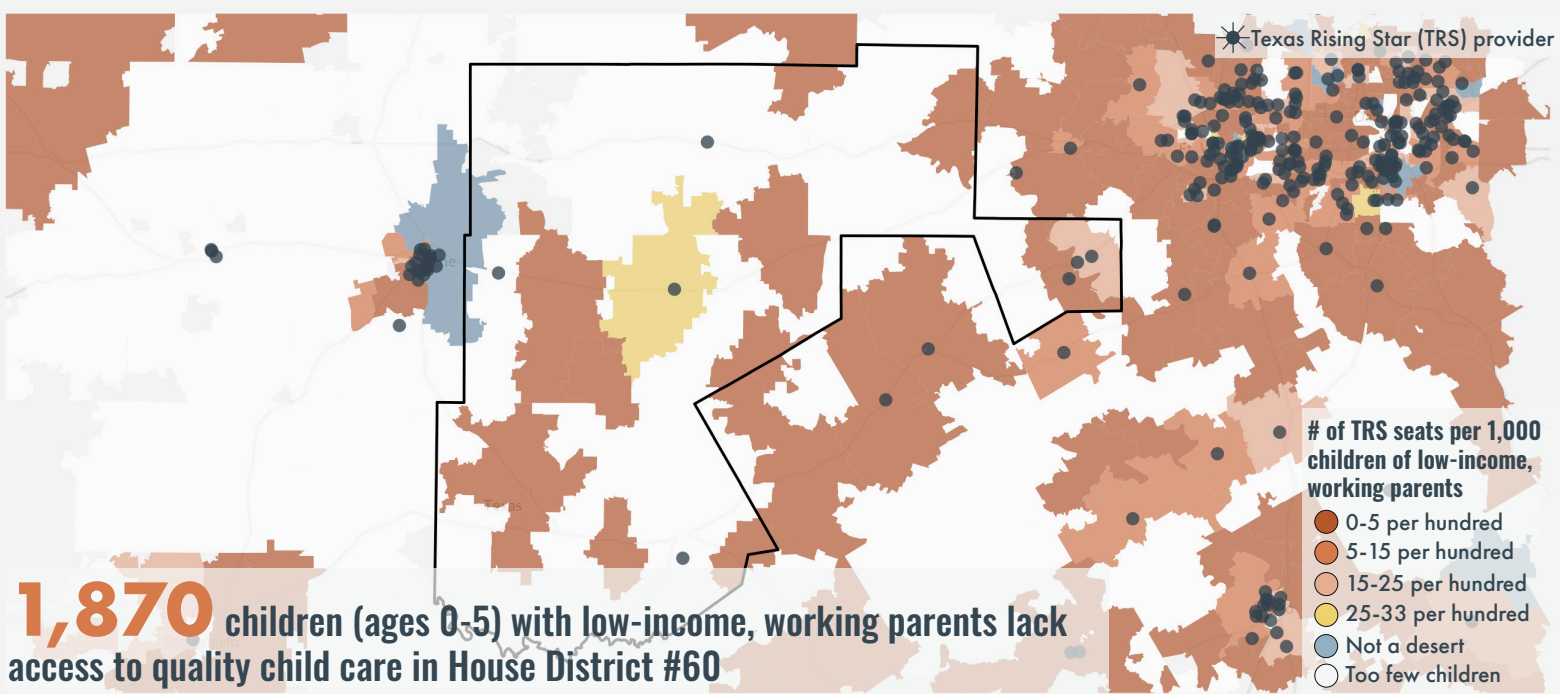 Texas Rising Star (TRS) provider
Texas
# of TRS seats per 1,000
children of low-income,
working parents
0-5 per hundred
5-15 per hundred
15-25 per hundred
25-33 per hundred
Not a desert
Too few children
1,870 children (ages 0-5) with low-income, working parents lack
access to quality child care in House District #60